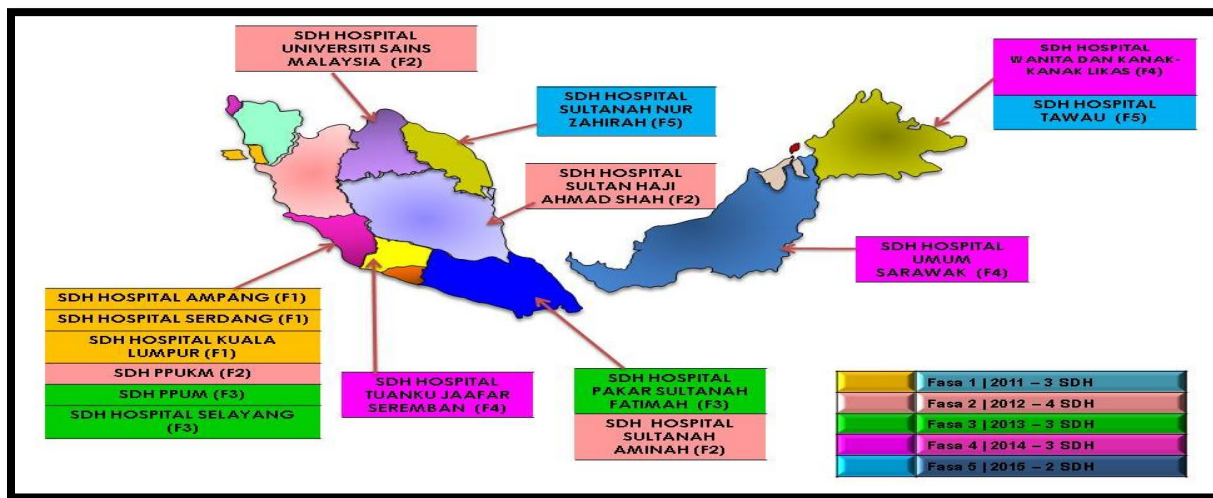 SDH HOSPITAL
UNIVERSITI SAINS
MALAYSIA (F2)
SDH HOSPITAL
SULTANAH NUR
ZAHIRAH (F5)
SDH HOSPITAL
WANITA DAN KANAK-
KANAK LIKAS (F4)
SDH HOSPITAL
TAWAU (F5)
SDH HOSPITAL
SULTAN HAJI
AHMAD SHAH (F2)
SDH HOSPITAL
UMUM
SARAWAK (F4)
SDH HOSPITAL AMPANG (F1)
SDH HOSPITAL SERDANG (F1)
SDH HOSPITAL KUALA
LUMPUR (F1)
SDH PPUKM (F2)
SDH PPUM (F3)
SDH HOSPITAL SELAYANG
(F3)
SDH HOSPITAL
TUANKU JAAFAR
SEREMBAN (F4)
SDH HOSPITAL
PAKAR SULTANAH
FATIMAH (F3)
SDH HOSPITAL
SULTANAH
AMINAH (F2)
Fasa 1 | 2011 – 3 SDH
Fasa 2 | 2012 – 4 SDH
Fasa 3 | 2013 – 3 SDH
Fasa 4 | 2014 – 3 SDH
Fasa 5 | 2015 – 2 SDH